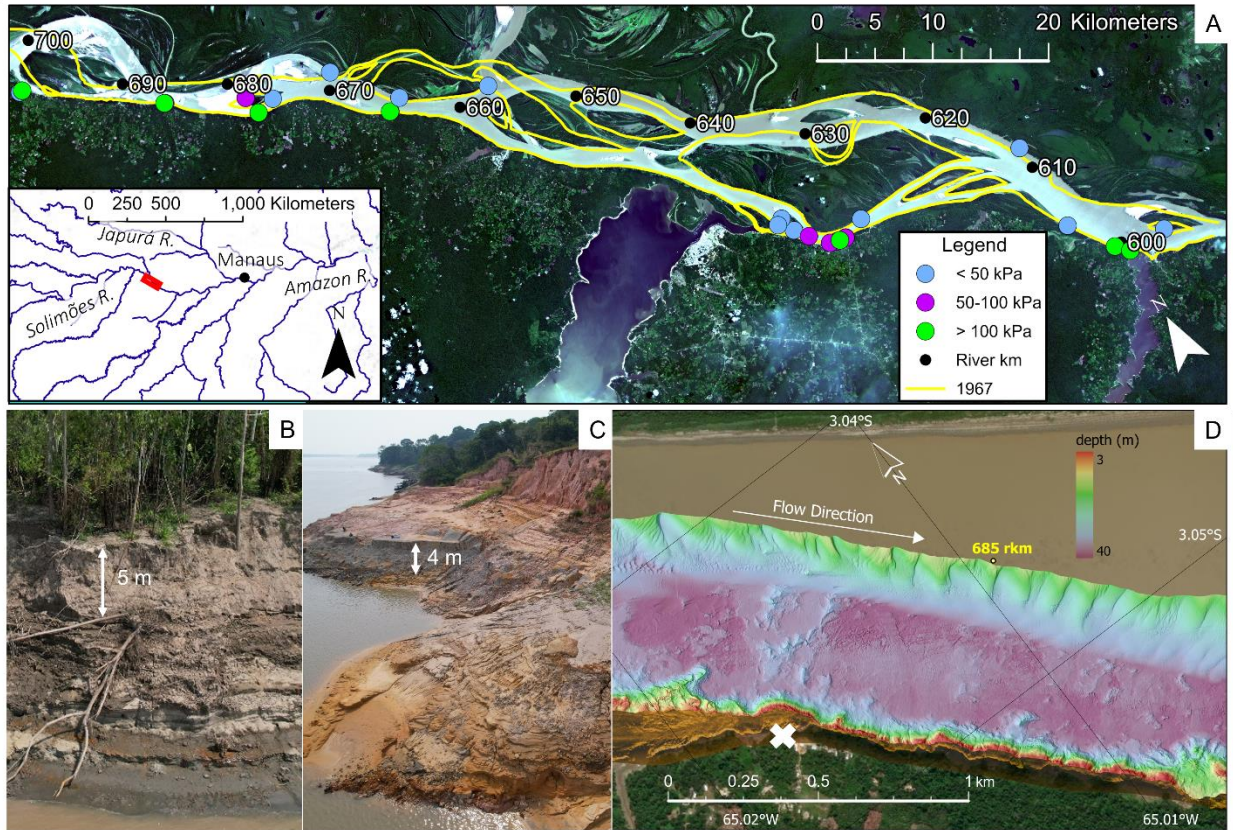 A
0 5 10 20 Kilometers
700
690
680
670
660
650
640
630
620
610
600
0 250 500 1,000 Kilometers
Japurá R.
Manaus
Solimões R.
Amazon R.
N
Legend
< 50 kPa
50-100 kPa
> 100 kPa
River km
1967
N
B
5 m
C
4 m
D
3.04°S
depth (m)
3
40
N
Flow Direction
685 rkm
3.05°S
0 0.25 0.5 1 km
65.02°W 65.01°W